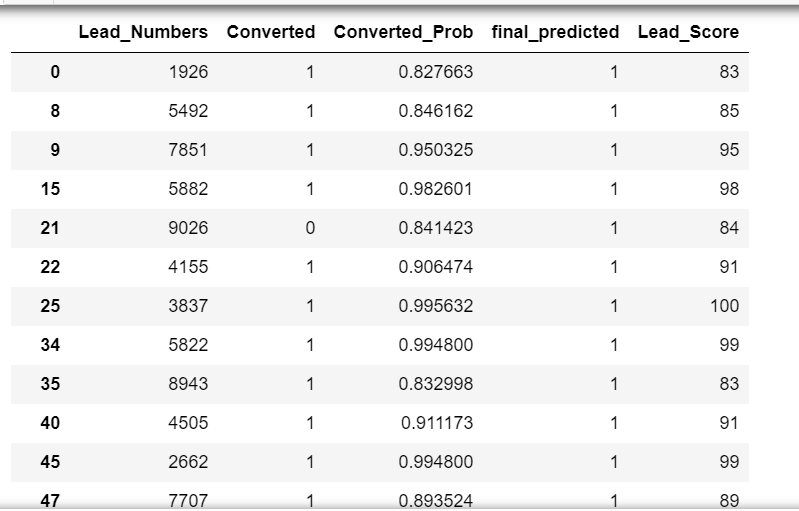 Lead_Numbers Converted Converted_Prob final_predicted Lead_Score
0 1926 1 0.827663 1 83
8 5492 1 0.846162 1 85
9 7851 1 0.950325 1 95
15 5882 1 0.982601 1 98
21 9026 0 0.841423 1 84
22 4155 1 0.906474 1 91
25 3837 1 0.995632 1 100
34 5822 1 0.994800 1 99
35 8943 1 0.832998 1 83
40 4505 1 0.911173 1 91
45 2662 1 0.994800 1 99
47 7707 1 0.893524 1 89